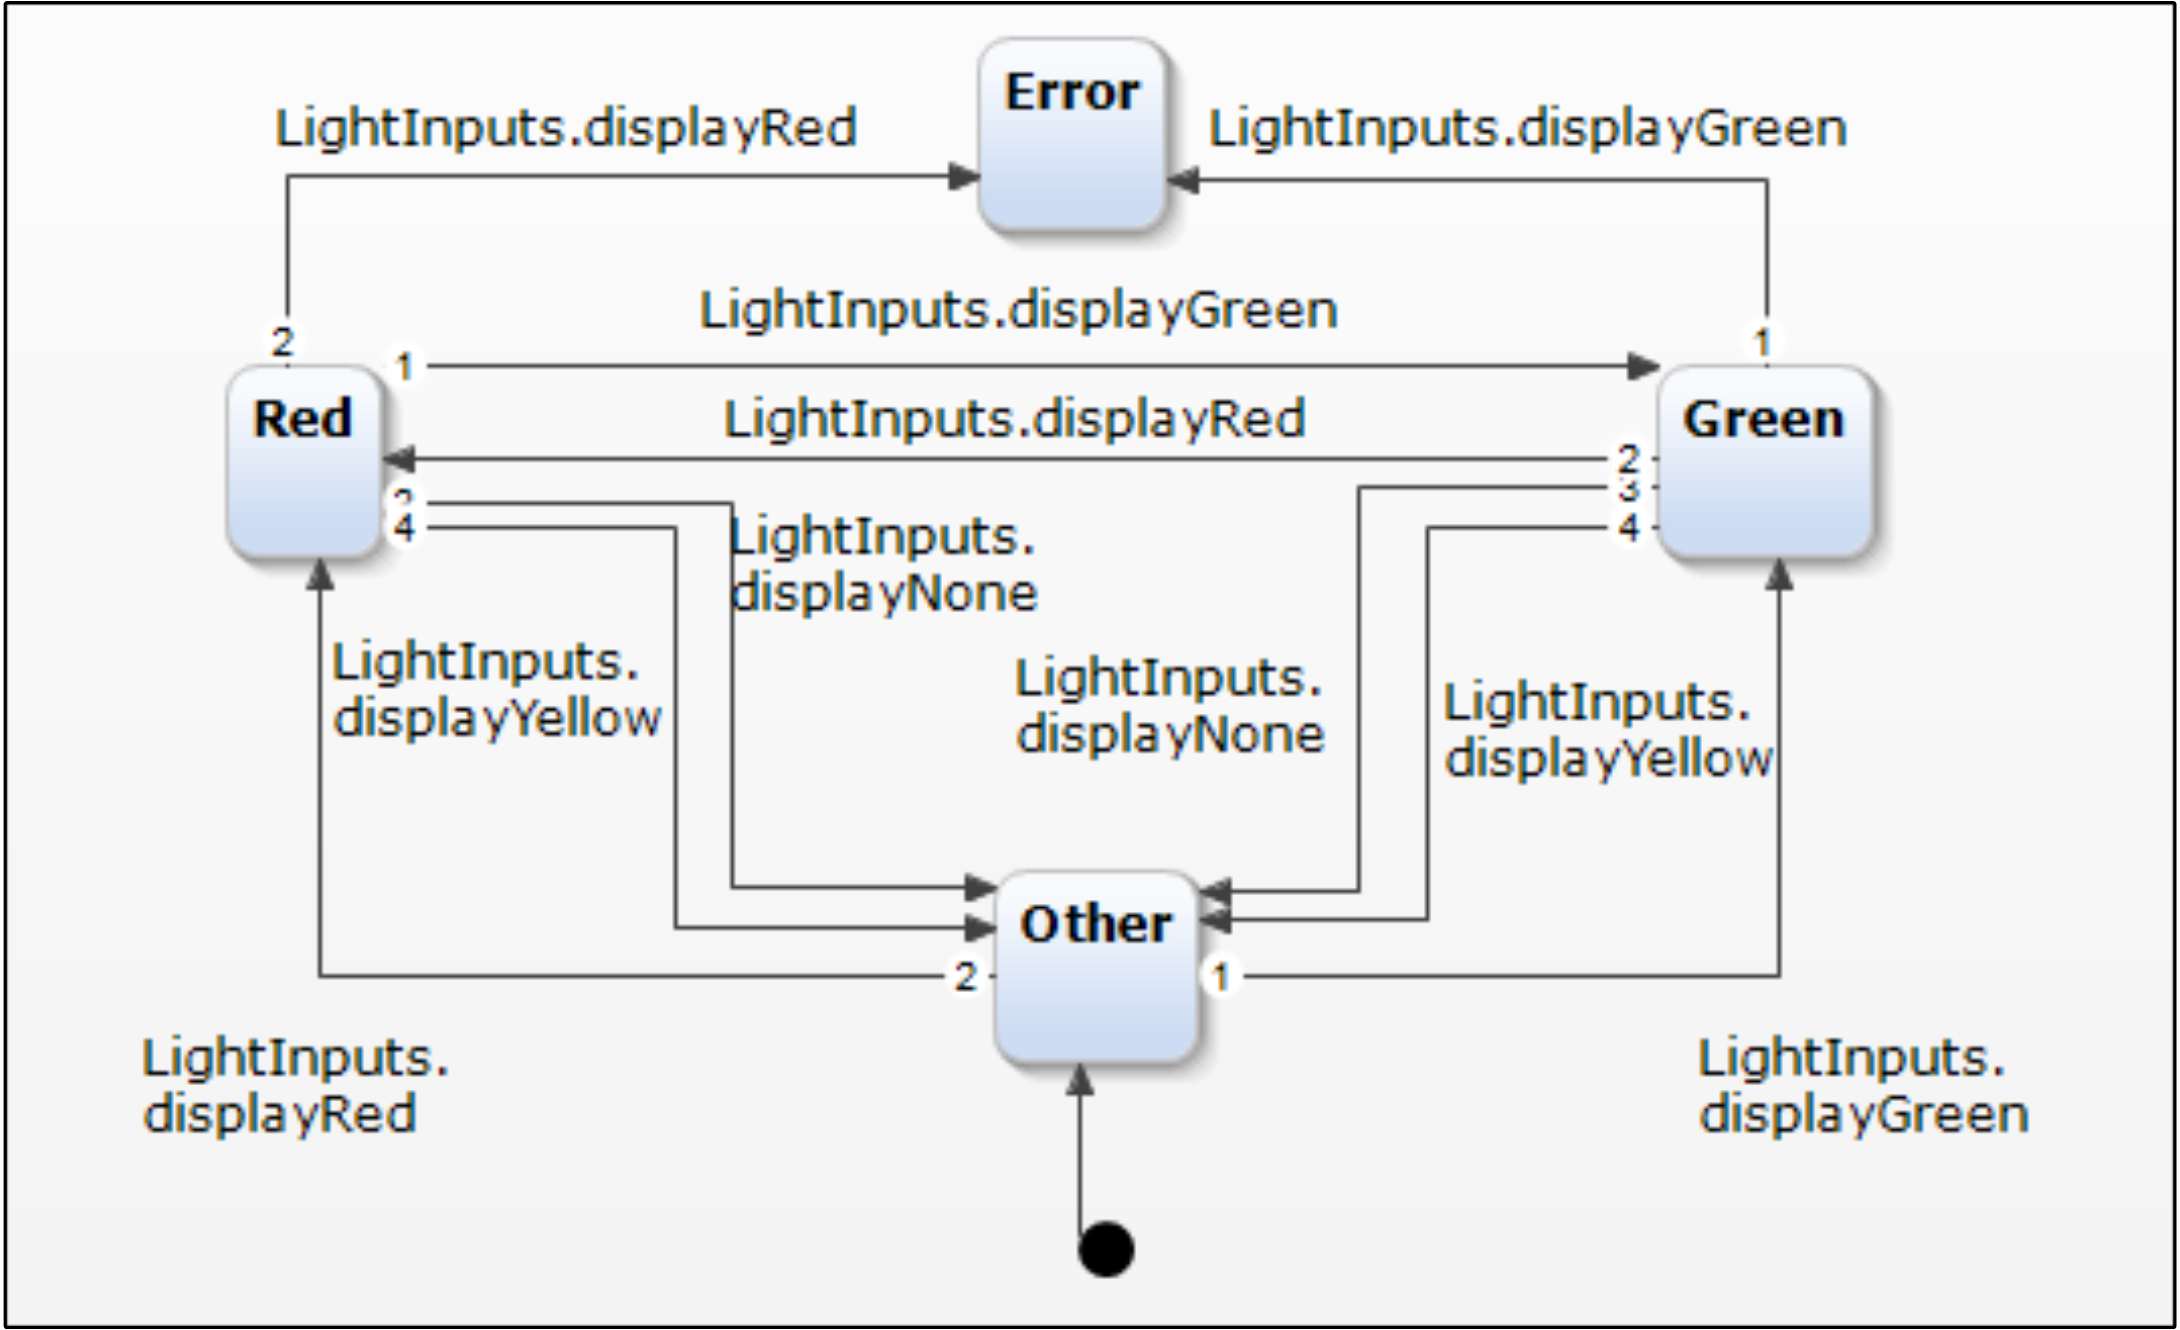 Error
LightInputs.displayRed
LightInputs.displayGreen
LightInputs.displayGreen
2
1
1
Red
LightInputs.displayRed
Green
2
3
4
3
4
LightInputs.
displayNone
LightInputs.
displayYellow
LightInputs.
displayNone
LightInputs.
displayYellow
Other
2
1
LightInputs.
displayRed
LightInputs.
displayGreen